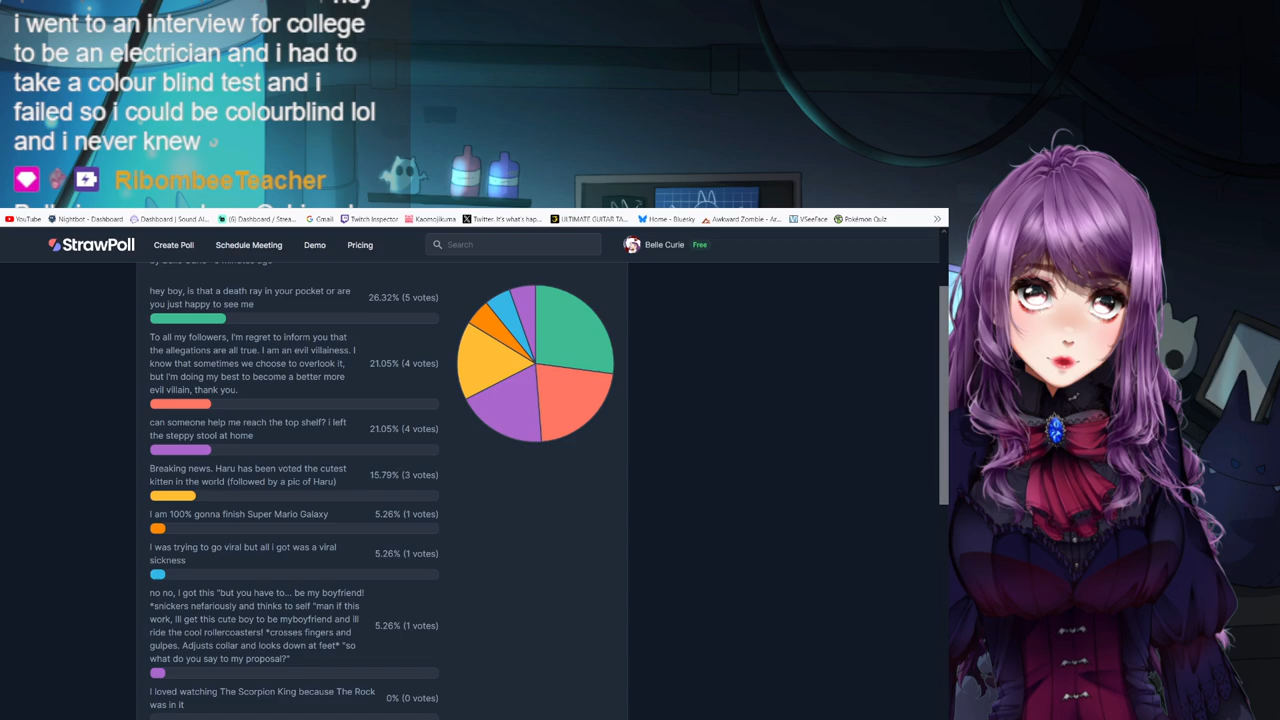 i went to an interview for college
to be an electrician and i had to
take a colour blind test and i
failed so i could be colourblind lol
and i never knew
RibombeeTeacher
YouTube Nightbot - Dashboard Dashboard | Sound Al... (6) Dashboard / Strea... Gmail Twitch Inspector Kaomojikuma Twitter. It's what's hap... ULTIMATE GUITAR TA... Home - Bluesky Awkward Zombie - Ar... VSeeFace Pokémon Quiz
StrawPoll Create Poll Schedule Meeting Demo Pricing Search Belle Curie Free
hey boy, is that a death ray in your pocket or are
you just happy to see me
26.32% (5 votes)
To all my followers, I'm regret to inform you that
the allegations are all true. I am an evil villainess. I
know that sometimes we choose to overlook it,
but I'm doing my best to become a better more
evil villain, thank you.
21.05% (4 votes)
can someone help me reach the top shelf? i left
the steppy stool at home
21.05% (4 votes)
Breaking news. Haru has been voted the cutest
kitten in the world (followed by a pic of Haru)
15.79% (3 votes)
I am 100% gonna finish Super Mario Galaxy
5.26% (1 votes)
I was trying to go viral but all i got was a viral
sickness
5.26% (1 votes)
no no, I got this "but you have to... be my boyfriend!
*snickers nefariously and thinks to self "man if this
work, Ill get this cute boy to be myboyfriend and ill
ride the cool rollercoasters! *crosses fingers and
gulpes. Adjusts collar and looks down at feet* "so
what do you say to my proposal?"
5.26% (1 votes)
I loved watching The Scorpion King because The Rock
was in it
0% (0 votes)